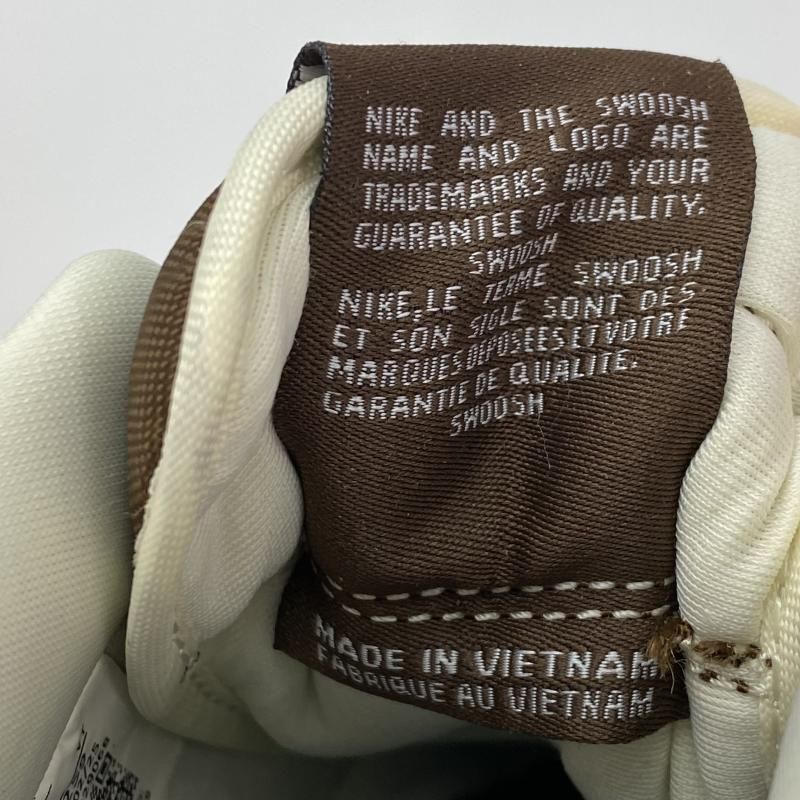 NIKE AND THE SWOOSH
NAME AND LOGO ARE
TRADEMARKS AND YOUR
GUARANTEE OF QUALITY.
SWOOSH
NIKE,LE TERME SWOOSH
ET SON SIGLE SONT DES
MARQUES DEPOSEES ET VOTRE
GARANTIE DE QUALITE.
SWOOSH
MADE IN VIETNAM
FABRIQUE AU VIETNAM